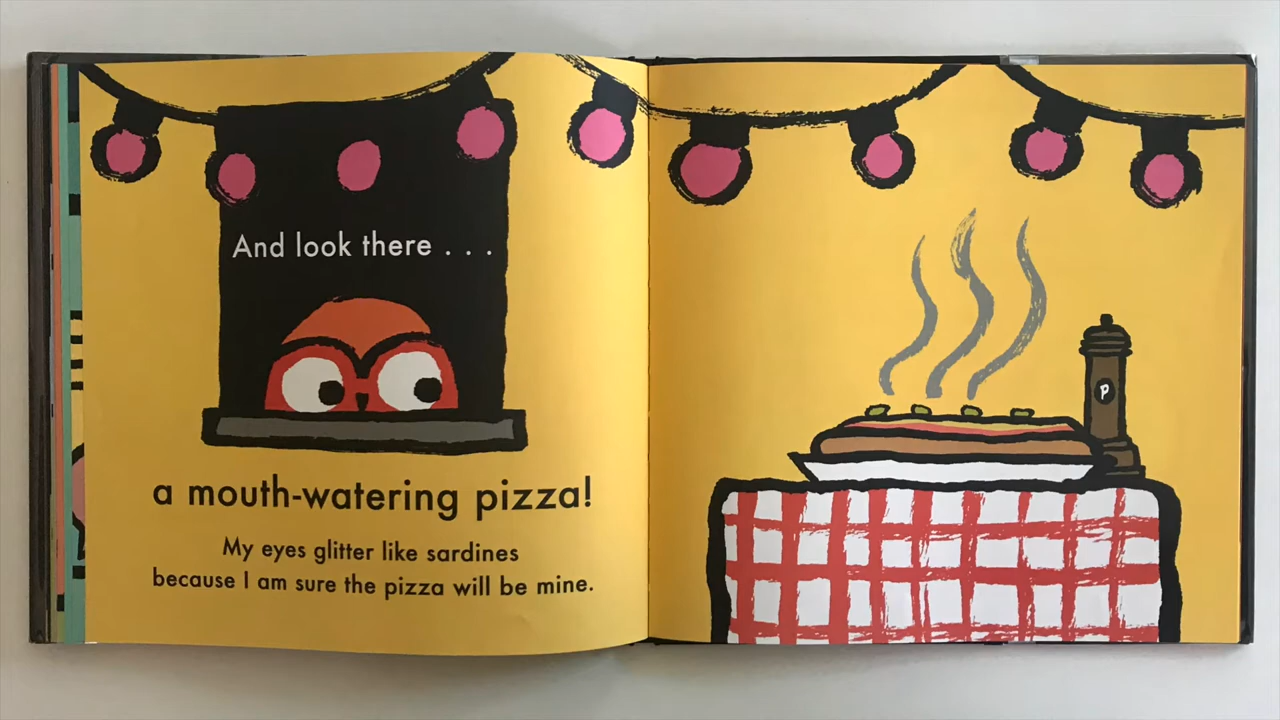 And look there . . .
a mouth-watering pizza!
My eyes glitter like sardines
because I am sure the pizza will be mine.
P